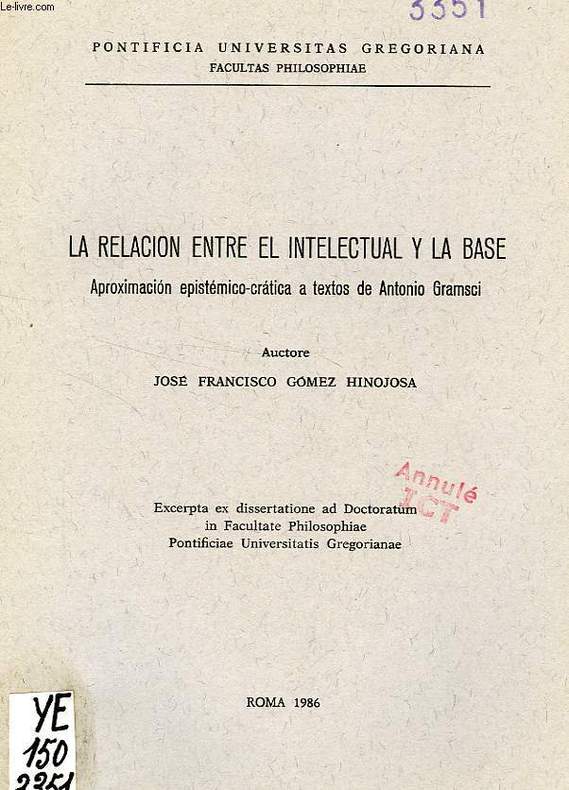 Le-livre.com
3351
PONTIFICIA UNIVERSITAS GREGORIANA
FACULTAS PHILOSOPHIAE
LA RELACION ENTRE EL INTELECTUAL Y LA BASE
Aproximación epistémico-crática a textos de Antonio Gramsci
Auctore
JOSÉ FRANCISCO GÓMEZ HINOJOSA
Annulé
ICT
Excerpta ex dissertatione ad Doctoratum
in Facultate Philosophiae
Pontificiae Universitatis Gregorianae
ROMA 1986
YE
150
3351